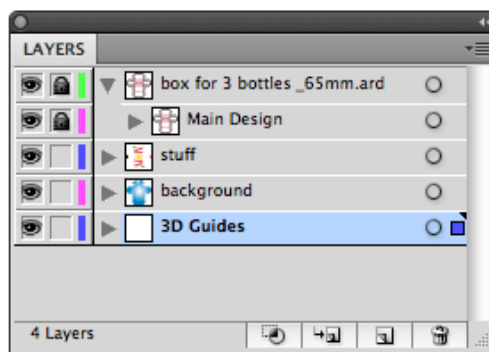 LAYERS
box for 3 bottles _65mm.ard
Main Design
stuff
background
3D Guides
4 Layers